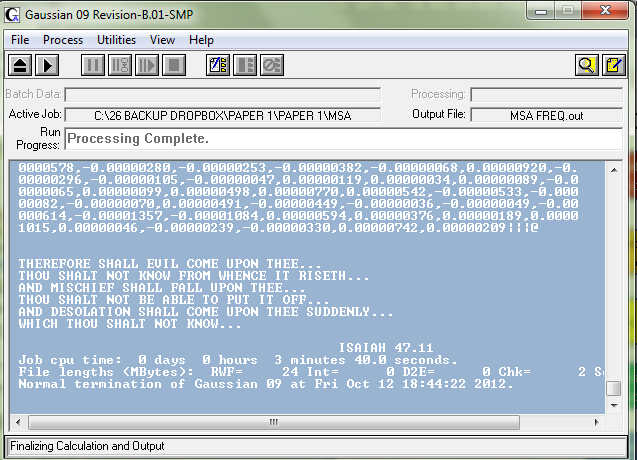 Gaussian 09 Revision-B.01-SMP
File Process Utilities View Help
Batch Data: Processing:
Active Job: C:\26 BACKUP DROPBOX\PAPER 1\PAPER 1\MSA Output File: MSA FREQ.out
Run Progress: Processing Complete.
0000578,-0.00000280,-0.00000253,-0.00000382,-0.00000068,0.00000920,-0.
00000296,-0.00000105,-0.00000047,0.00000119,0.00000034,0.00000089,-0.0
0000065,0.00000099,0.00000498,0.00000770,0.00000542,-0.00000533,-0.000
00082,-0.00000070,0.00000491,-0.00000449,-0.00000036,-0.00000049,-0.00
000614,-0.00001357,-0.00001084,0.00000594,0.00000376,0.00000189,0.0000
1015,0.00000046,-0.00000239,-0.00000330,0.00000742,0.00000209|||@
THEREFORE SHALL EVIL COME UPON THEE...
THOU SHALT NOT KNOW FROM WHENCE IT RISETH...
AND MISCHIEF SHALL FALL UPON THEE...
THOU SHALT NOT BE ABLE TO PUT IT OFF...
AND DESOLATION SHALL COME UPON THEE SUDDENLY...
WHICH THOU SHALT NOT KNOW...
ISAIAH 47.11
Job cpu time: 0 days 0 hours 3 minutes 40.0 seconds.
File lengths (MBytes): RWF= 24 Int= 0 D2E= 0 Chk= 2 S
Normal termination of Gaussian 09 at Fri Oct 12 18:44:22 2012.
Finalizing Calculation and Output